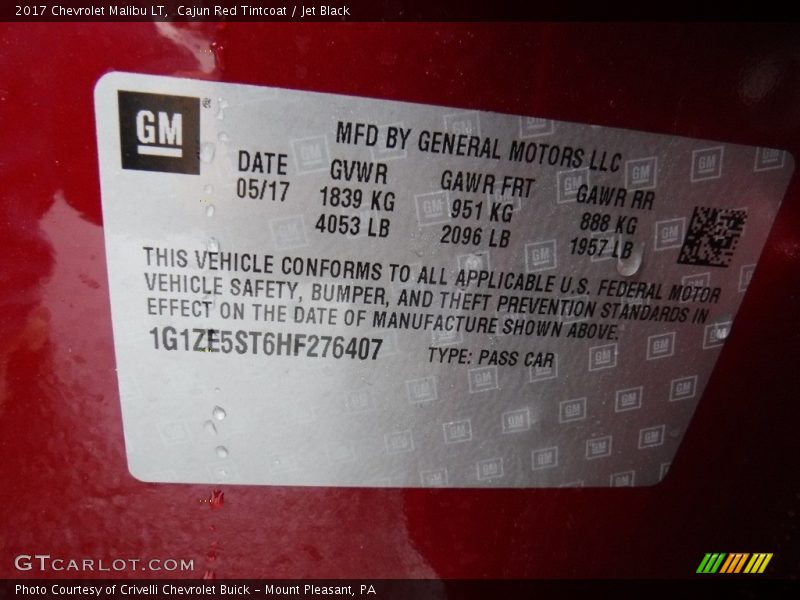 2017 Chevrolet Malibu LT, Cajun Red Tintcoat / Jet Black
GM®
MFD BY GENERAL MOTORS LLC
DATE GVWR GAWR FRT GAWR RR
05/17 1839 KG 951 KG 888 KG
4053 LB 2096 LB 1957 LB
THIS VEHICLE CONFORMS TO ALL APPLICABLE U.S. FEDERAL MOTOR
VEHICLE SAFETY, BUMPER, AND THEFT PREVENTION STANDARDS IN
EFFECT ON THE DATE OF MANUFACTURE SHOWN ABOVE.
1G1ZE5ST6HF276407 TYPE: PASS CAR
GTCARLOT.COM
Photo Courtesy of Crivelli Chevrolet Buick - Mount Pleasant, PA